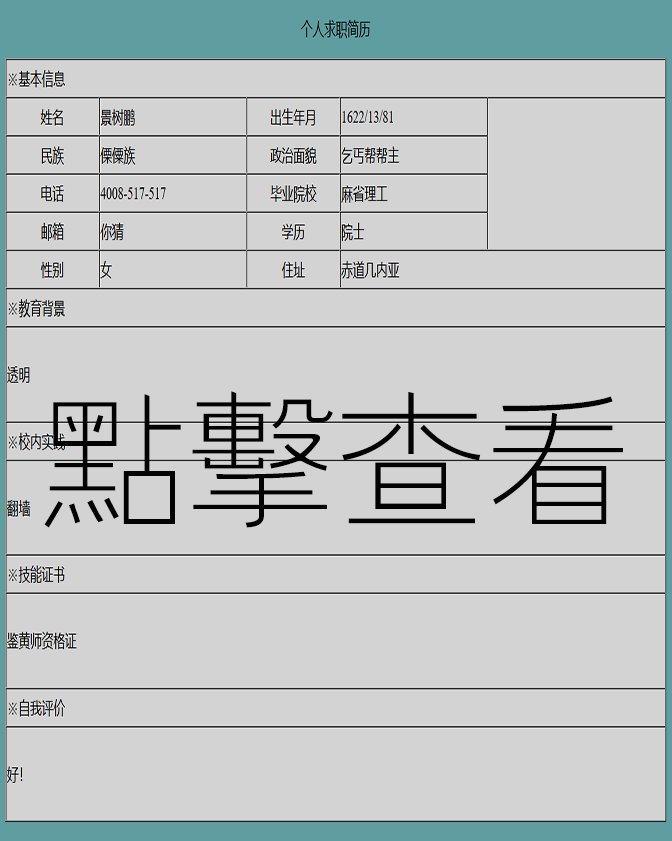 个人求职简历
※基本信息
姓名 景树鹏 出生年月 1622/13/81
民族 傈僳族 政治面貌 乞丐帮帮主
电话 4008-517-517 毕业院校 麻省理工
邮箱 你猜 学历 院士
性别 女 住址 赤道几内亚
※教育背景
透明
點擊查看
※校内实践
翻墙
※技能证书
鉴黄师资格证
※自我评价
好！